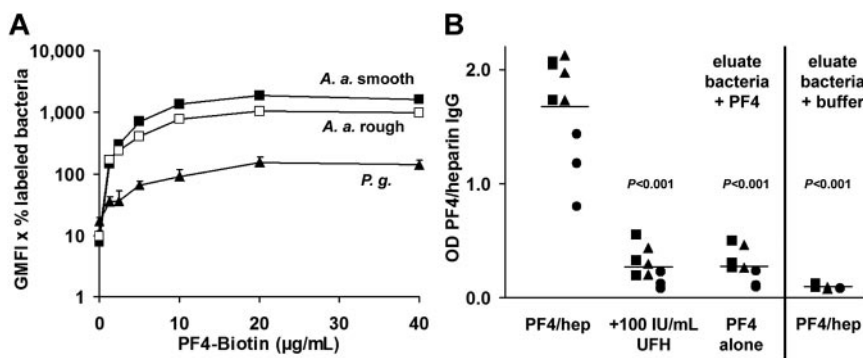 A
GMFI x % labeled bacteria
10,000
1,000
100
10
1
A. a. smooth
A. a. rough
P. g.
0 10 20 30 40
PF4-Biotin (µg/mL)
B
OD PF4/heparin IgG
2.0
1.0
0.0
eluate
bacteria
+ PF4
eluate
bacteria
+ buffer
P<0.001
P<0.001
P<0.001
PF4/hep
+100 IU/mL
UFH
PF4
alone
PF4/hep